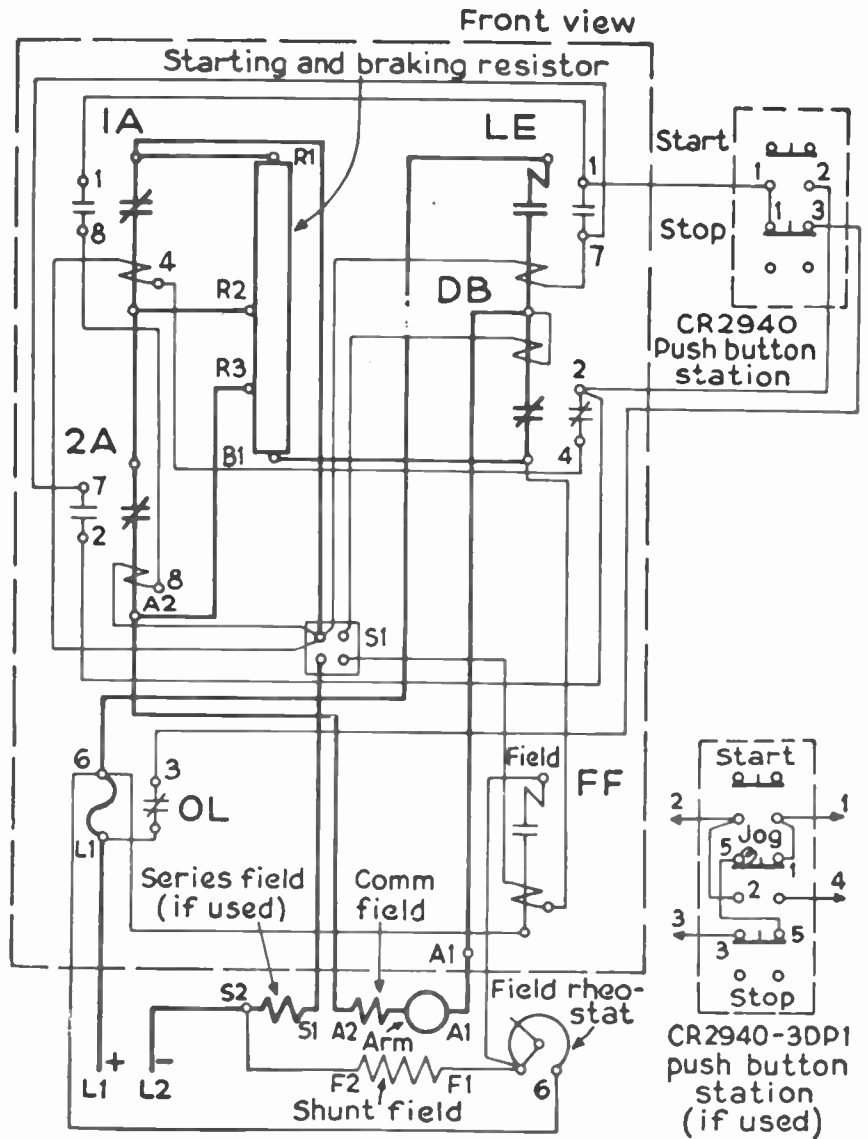 Front view
Starting and braking resistor
1A
LE
R1
1
8
4
R2
DB
R3
2A
B1
7
2
8
A2
S1
1
7
2
4
Start
1
2
1
3
Stop
CR2940
Push button
station
6
3
OL
L1
Field
FF
Series field
(if used)
Comm
field
A1
S2
S1
A2
Arm
A1
Field rheo-
stat
L1
+
L2
-
F2
F1
6
Shunt field
Start
2
1
5
Jog
2
1
2
4
3
3
5
Stop
CR2940-3DP1
push button
station
(if used)